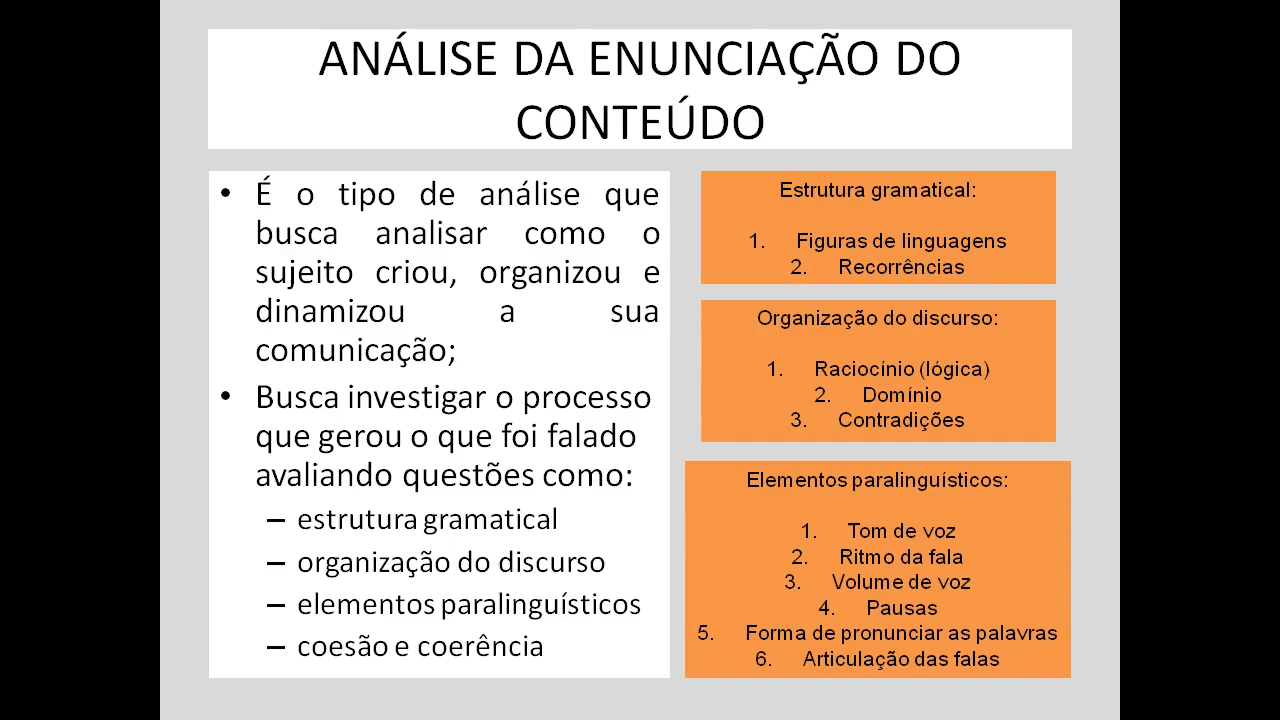 ANÁLISE DA ENUNCIAÇÃO DO
CONTEÚDO
• É o tipo de análise que
busca analisar como o
sujeito criou, organizou e
dinamizou a sua
comunicação;
• Busca investigar o processo
que gerou o que foi falado
avaliando questões como:
– estrutura gramatical
– organização do discurso
– elementos paralinguísticos
– coesão e coerência
Estrutura gramatical:
1. Figuras de linguagens
2. Recorrências
Organização do discurso:
1. Raciocínio (lógica)
2. Domínio
3. Contradições
Elementos paralinguísticos:
1. Tom de voz
2. Ritmo da fala
3. Volume de voz
4. Pausas
5. Forma de pronunciar as palavras
6. Articulação das falas